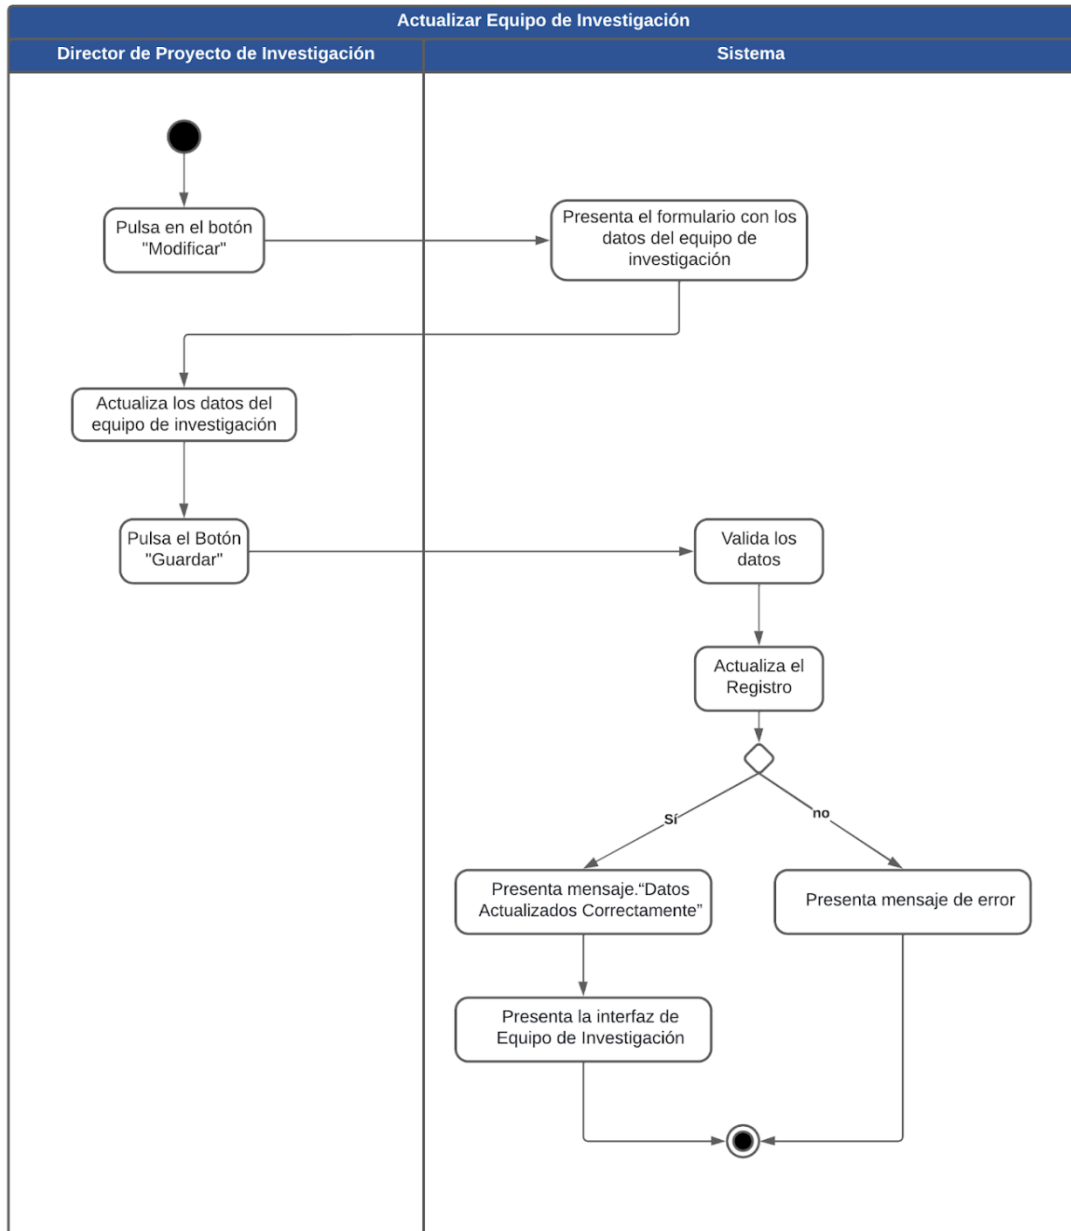 Actualizar Equipo de Investigación
Director de Proyecto de Investigación
Sistema
Pulsa en el botón
"Modificar"
Presenta el formulario con los
datos del equipo de
investigación
Actualiza los datos del
equipo de investigación
Pulsa el Botón
"Guardar"
Valida los
datos
Actualiza el
Registro
Sí
no
Presenta mensaje.“Datos
Actualizados Correctamente”
Presenta mensaje de error
Presenta la interfaz de
Equipo de Investigación